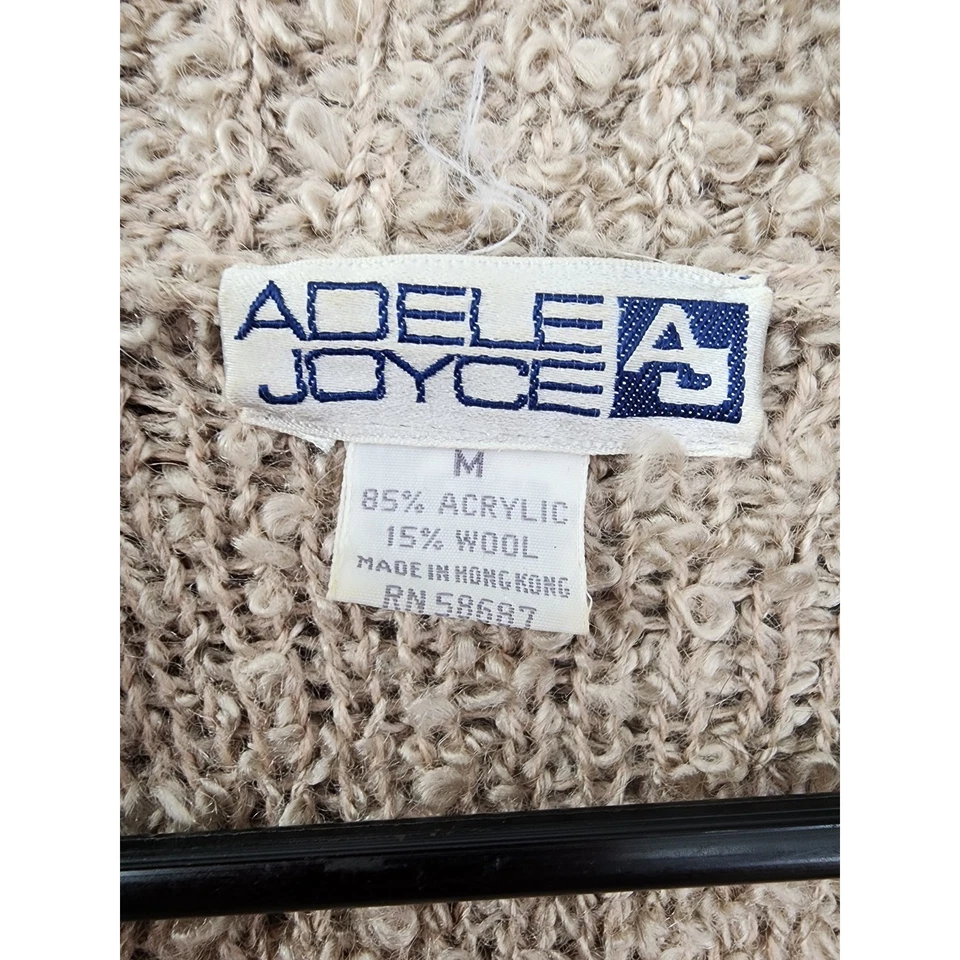 ADELE
JOYCE
AJ
M
85% ACRYLIC
15% WOOL
MADE IN HONG KONG
RN 58687